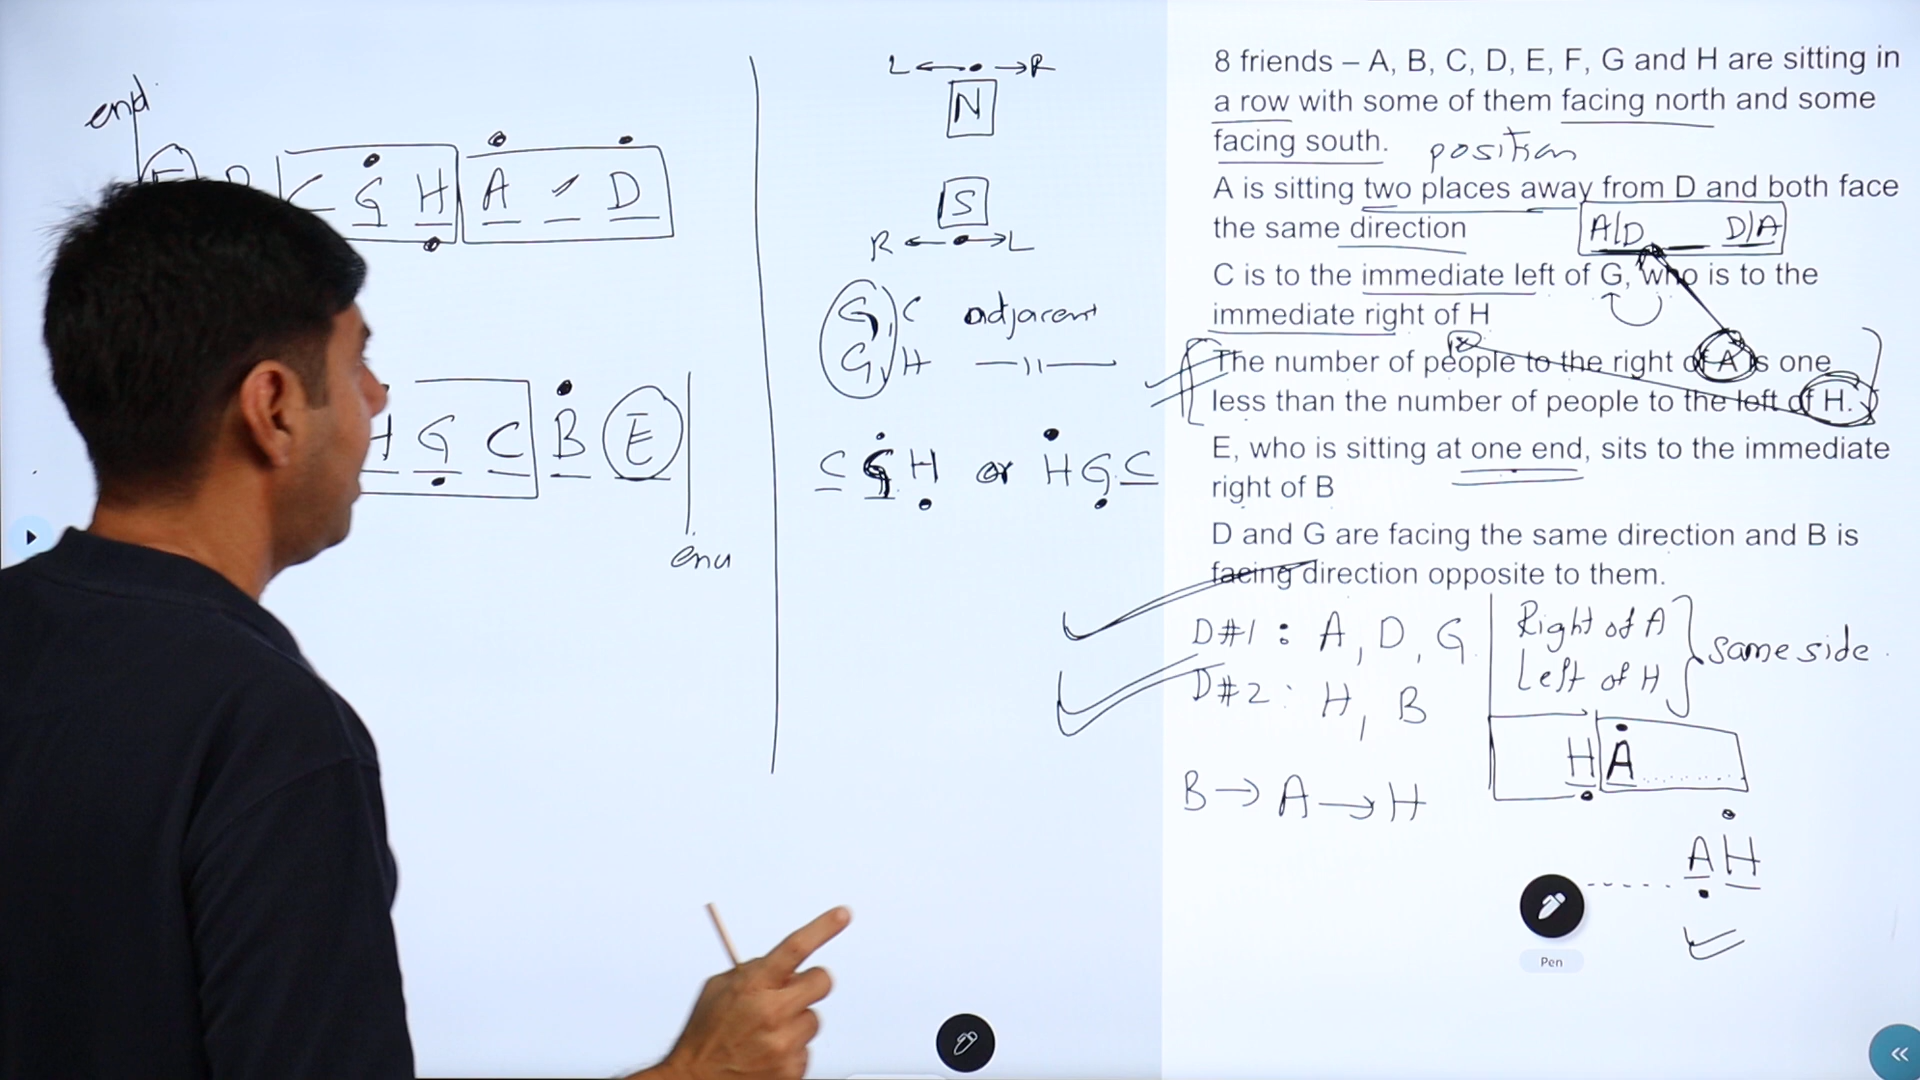 end
C G H A D
H G C B E
end
L R
N
S
R L
G, C adjacent
G, H —11—
C G H or H G C
8 friends – A, B, C, D, E, F, G and H are sitting in
a row with some of them facing north and some
facing south.
position
A is sitting two places away from D and both face
the same direction
A/D D/A
C is to the immediate left of G, who is to the
immediate right of H
The number of people to the right of A is one
less than the number of people to the left of H.
E, who is sitting at one end, sits to the immediate
right of B
D and G are facing the same direction and B is
facing direction opposite to them.
D#1 : A, D, G
D#2 : H, B
Right of A
Left of H
same side
H A
B → A → H
A H
Pen